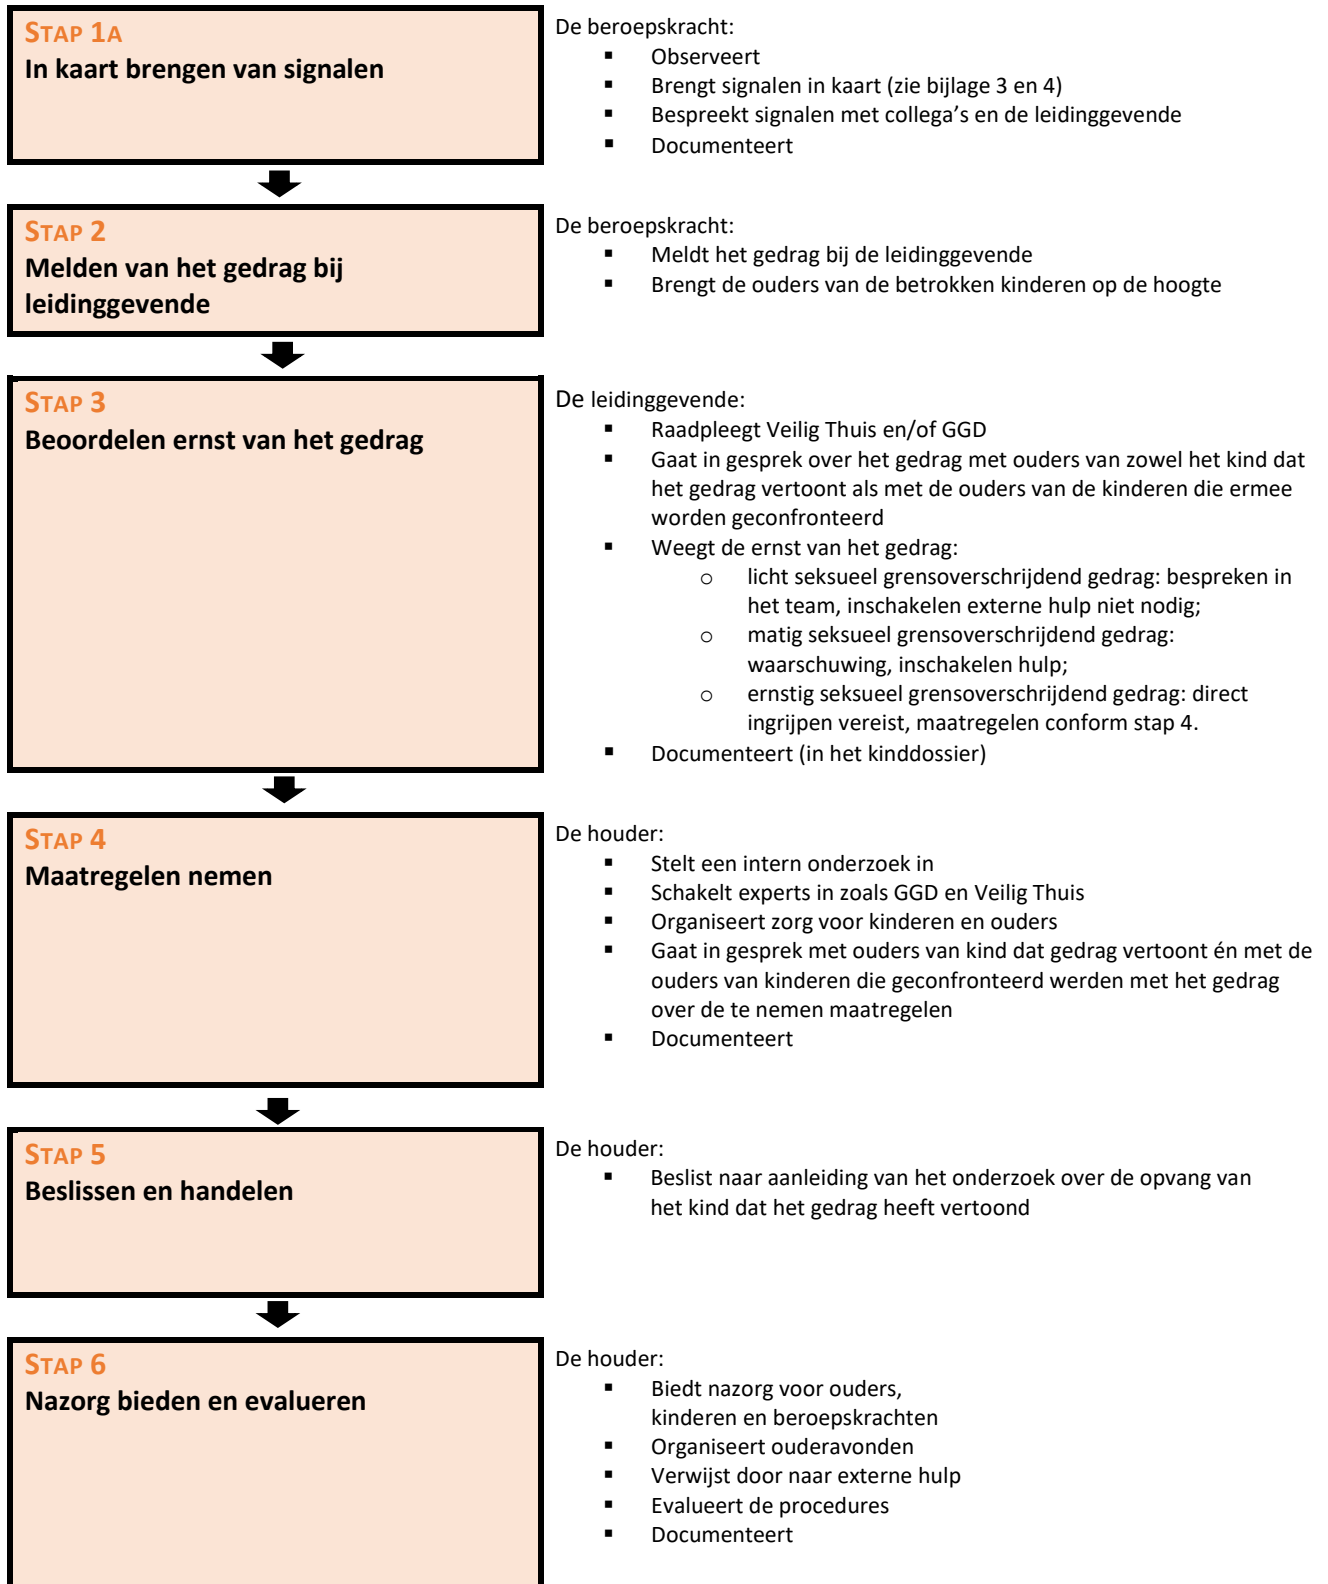 STAP 1A
In kaart brengen van signalen
De beroepskracht:
▪ Observeert
▪ Brengt signalen in kaart (zie bijlage 3 en 4)
▪ Bespreekt signalen met collega’s en de leidinggevende
▪ Documenteert
STAP 2
Melden van het gedrag bij
leidinggevende
De beroepskracht:
▪ Meldt het gedrag bij de leidinggevende
▪ Brengt de ouders van de betrokken kinderen op de hoogte
STAP 3
Beoordelen ernst van het gedrag
De leidinggevende:
▪ Raadpleegt Veilig Thuis en/of GGD
▪ Gaat in gesprek over het gedrag met ouders van zowel het kind dat
het gedrag vertoont als met de ouders van de kinderen die ermee
worden geconfronteerd
▪ Weegt de ernst van het gedrag:
o licht seksueel grensoverschrijdend gedrag: bespreken in
het team, inschakelen externe hulp niet nodig;
o matig seksueel grensoverschrijdend gedrag:
waarschuwing, inschakelen hulp;
o ernstig seksueel grensoverschrijdend gedrag: direct
ingrijpen vereist, maatregelen conform stap 4.
▪ Documenteert (in het kinddossier)
STAP 4
Maatregelen nemen
De houder:
▪ Stelt een intern onderzoek in
▪ Schakelt experts in zoals GGD en Veilig Thuis
▪ Organiseert zorg voor kinderen en ouders
▪ Gaat in gesprek met ouders van kind dat gedrag vertoont én met de
ouders van kinderen die geconfronteerd werden met het gedrag
over de te nemen maatregelen
▪ Documenteert
STAP 5
Beslissen en handelen
De houder:
▪ Beslist naar aanleiding van het onderzoek over de opvang van
het kind dat het gedrag heeft vertoond
STAP 6
Nazorg bieden en evalueren
De houder:
▪ Biedt nazorg voor ouders,
kinderen en beroepskrachten
▪ Organiseert ouderavonden
▪ Verwijst door naar externe hulp
▪ Evalueert de procedures
▪ Documenteert